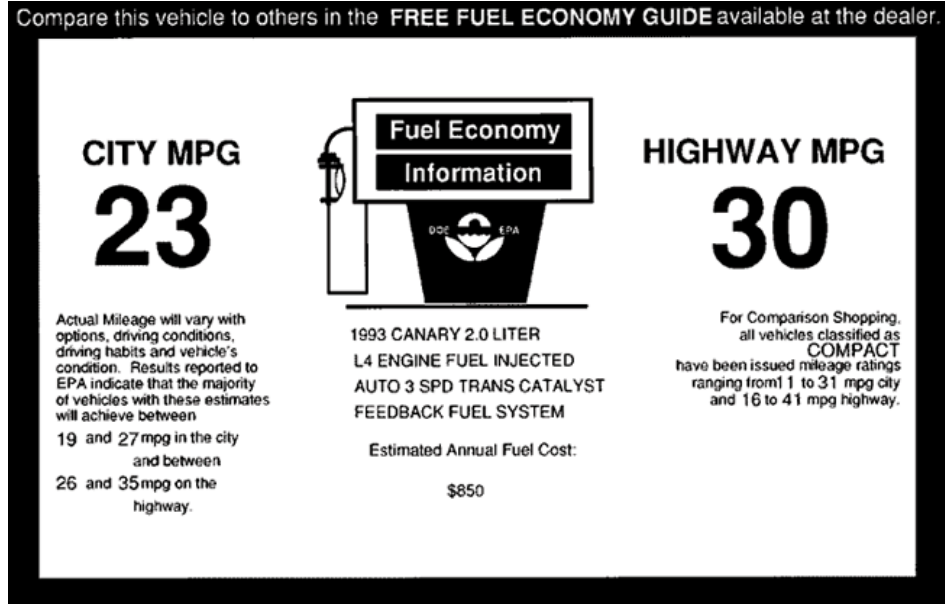 Compare this vehicle to others in the FREE FUEL ECONOMY GUIDE available at the dealer.
CITY MPG
23
Fuel Economy
Information
DOE EPA
HIGHWAY MPG
30
Actual Mileage will vary with
options, driving conditions,
driving habits and vehicle's
condition. Results reported to
EPA indicate that the majority
of vehicles with these estimates
will achieve between
19 and 27 mpg in the city
and between
26 and 35 mpg on the
highway.
1993 CANARY 2.0 LITER
L4 ENGINE FUEL INJECTED
AUTO 3 SPD TRANS CATALYST
FEEDBACK FUEL SYSTEM
Estimated Annual Fuel Cost:
$850
For Comparison Shopping,
all vehicles classified as
COMPACT
have been issued mileage ratings
ranging from11 to 31 mpg city
and 16 to 41 mpg highway.